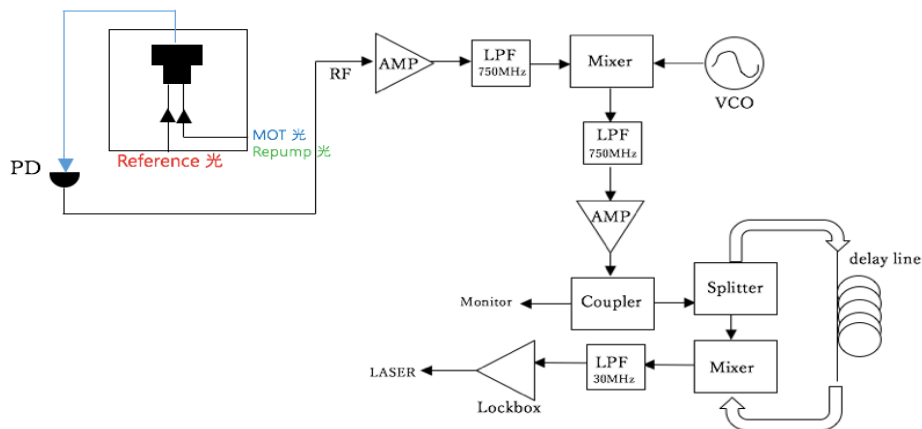 RF
AMP
LPF
750MHz
Mixer
VCO
MOT 光
Repump 光
Reference 光
PD
LPF
750MHz
AMP
delay line
Splitter
Coupler
Monitor
Mixer
LPF
30MHz
LASER
Lockbox